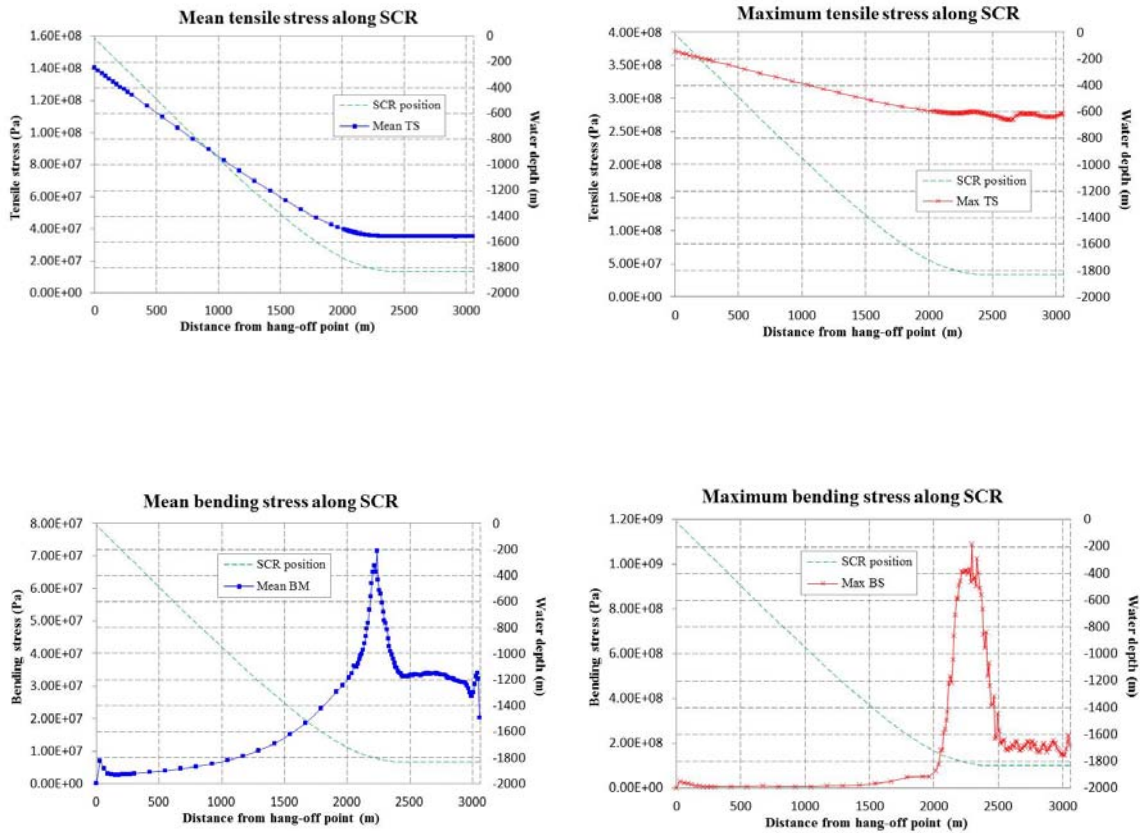 Mean tensile stress along SCR
1.60E+08
1.40E+08
1.20E+08
1.00E+08
8.00E+07
6.00E+07
4.00E+07
2.00E+07
0.00E+00
Tensile stress (Pa)
SCR position
Mean TS
0
-200
-400
-600
-800
-1000
-1200
-1400
-1600
-1800
-2000
Water depth (m)
0 500 1000 1500 2000 2500 3000
Distance from hang-off point (m)
Maximum tensile stress along SCR
4.00E+08
3.50E+08
3.00E+08
2.50E+08
2.00E+08
1.50E+08
1.00E+08
5.00E+07
0.00E+00
Tensile stress (Pa)
SCR position
Max TS
0
-200
-400
-600
-800
-1000
-1200
-1400
-1600
-1800
-2000
Water depth (m)
0 500 1000 1500 2000 2500 3000
Distance from hang-off point (m)
Mean bending stress along SCR
8.00E+07
7.00E+07
6.00E+07
5.00E+07
4.00E+07
3.00E+07
2.00E+07
1.00E+07
0.00E+00
Bending stress (Pa)
SCR position
Mean BM
0
-200
-400
-600
-800
-1000
-1200
-1400
-1600
-1800
-2000
Water depth (m)
0 500 1000 1500 2000 2500 3000
Distance from hang-off point (m)
Maximum bending stress along SCR
1.20E+09
1.00E+09
8.00E+08
6.00E+08
4.00E+08
2.00E+08
0.00E+00
Bending stress (Pa)
SCR position
Max BS
0
-200
-400
-600
-800
-1000
-1200
-1400
-1600
-1800
-2000
Water depth (m)
0 500 1000 1500 2000 2500 3000
Distance from hang-off point (m)